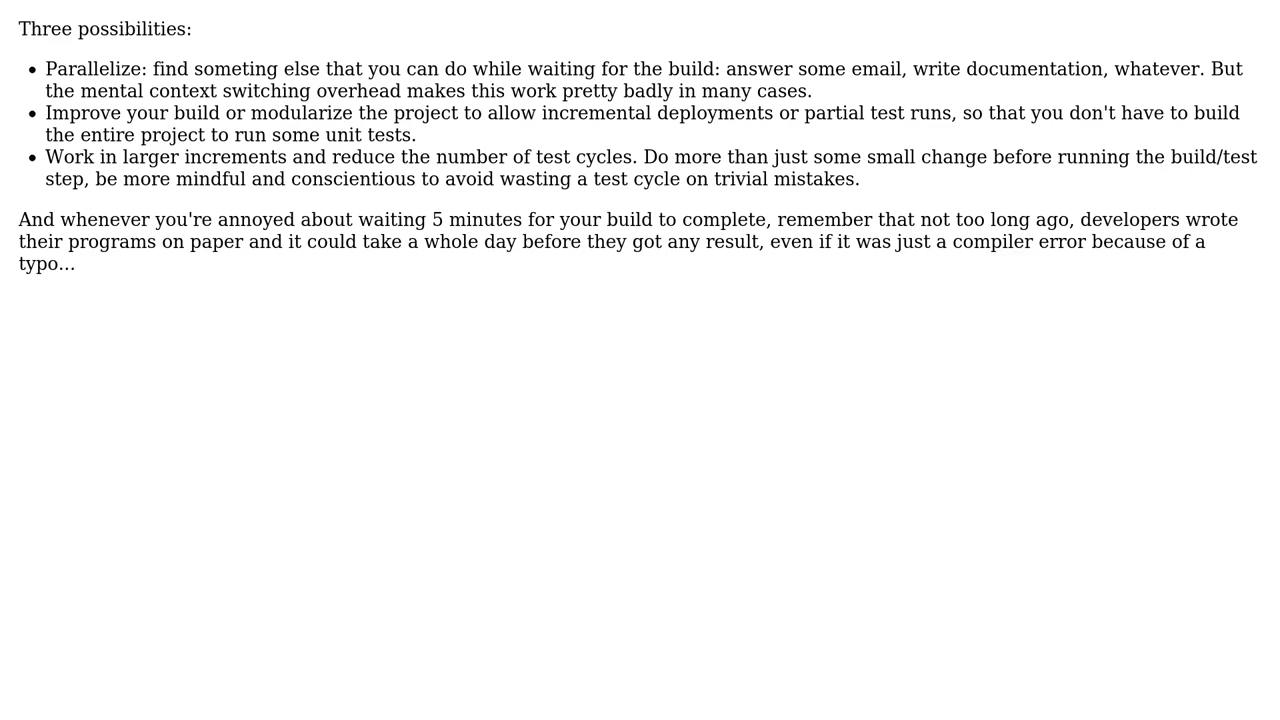 Three possibilities:
• Parallelize: find someting else that you can do while waiting for the build: answer some email, write documentation, whatever. But
the mental context switching overhead makes this work pretty badly in many cases.
• Improve your build or modularize the project to allow incremental deployments or partial test runs, so that you don't have to build
the entire project to run some unit tests.
• Work in larger increments and reduce the number of test cycles. Do more than just some small change before running the build/test
step, be more mindful and conscientious to avoid wasting a test cycle on trivial mistakes.
And whenever you're annoyed about waiting 5 minutes for your build to complete, remember that not too long ago, developers wrote
their programs on paper and it could take a whole day before they got any result, even if it was just a compiler error because of a
typo...